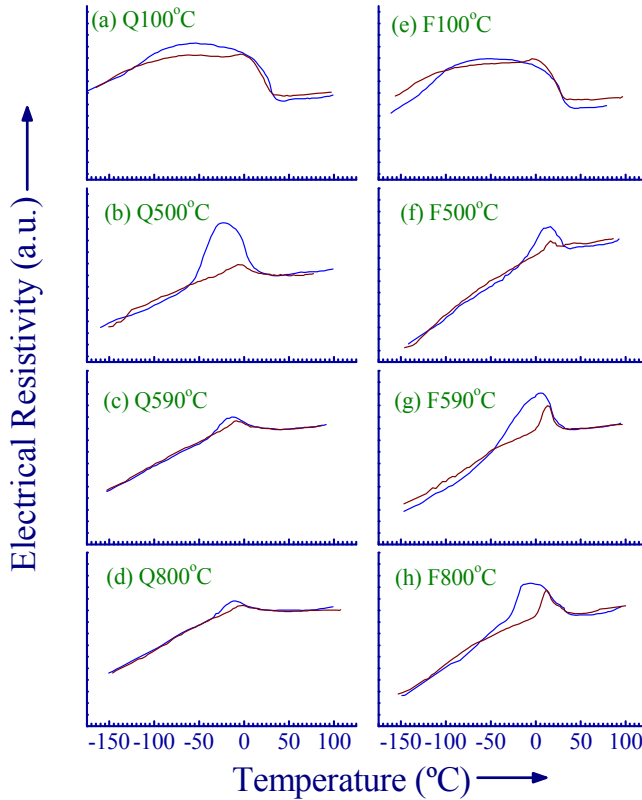 (a) Q100°C
(e) F100°C
(b) Q500°C
(f) F500°C
(c) Q590°C
(g) F590°C
(d) Q800°C
(h) F800°C
Electrical Resistivity (a.u.)
-150 -100 -50 0 50 100
-150 -100 -50 0 50 100
Temperature (ºC)